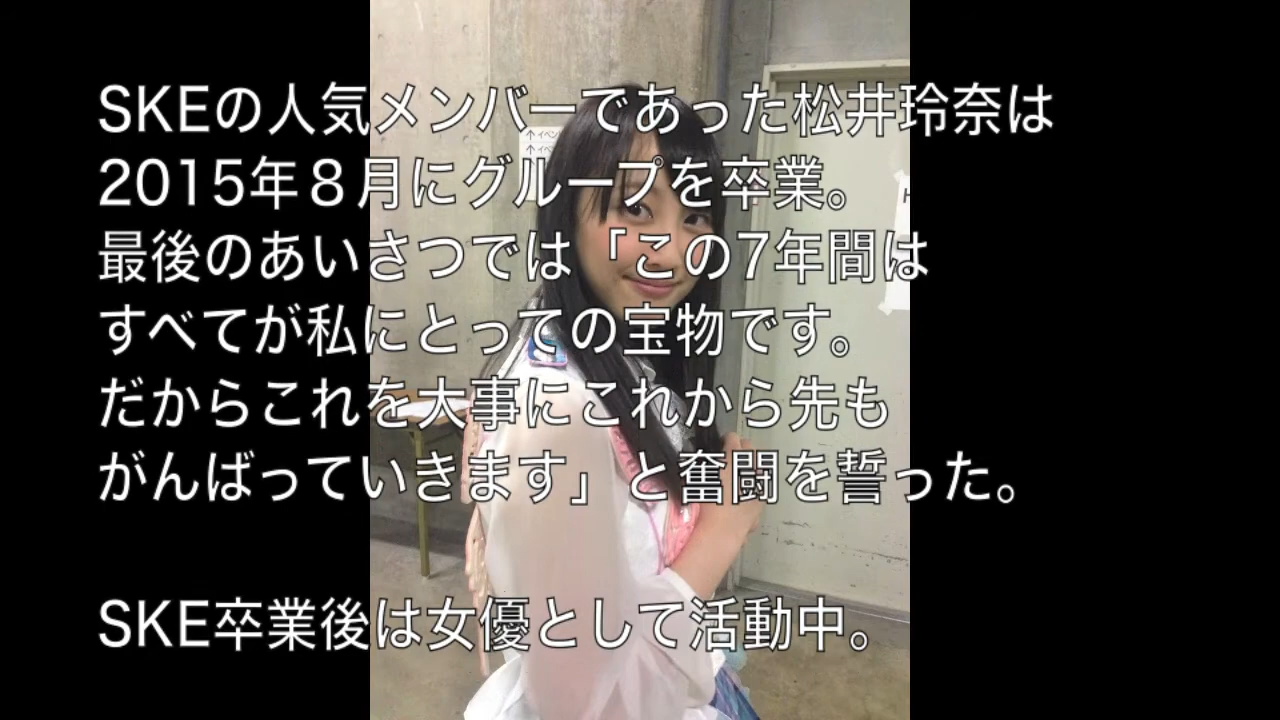 SKEの人気メンバーであった松井玲奈は
2015年８月にグループを卒業。
最後のあいさつでは「この7年間は
すべてが私にとっての宝物です。
だからこれを大事にこれから先も
がんばっていきます」と奮闘を誓った。
SKE卒業後は女優として活動中。